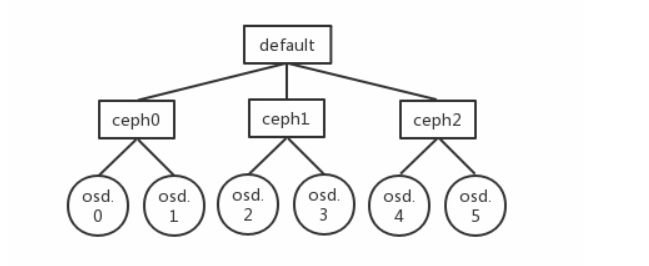 default
ceph0
ceph1
ceph2
osd.
0
osd.
1
osd.
2
osd.
3
osd.
4
osd.
5